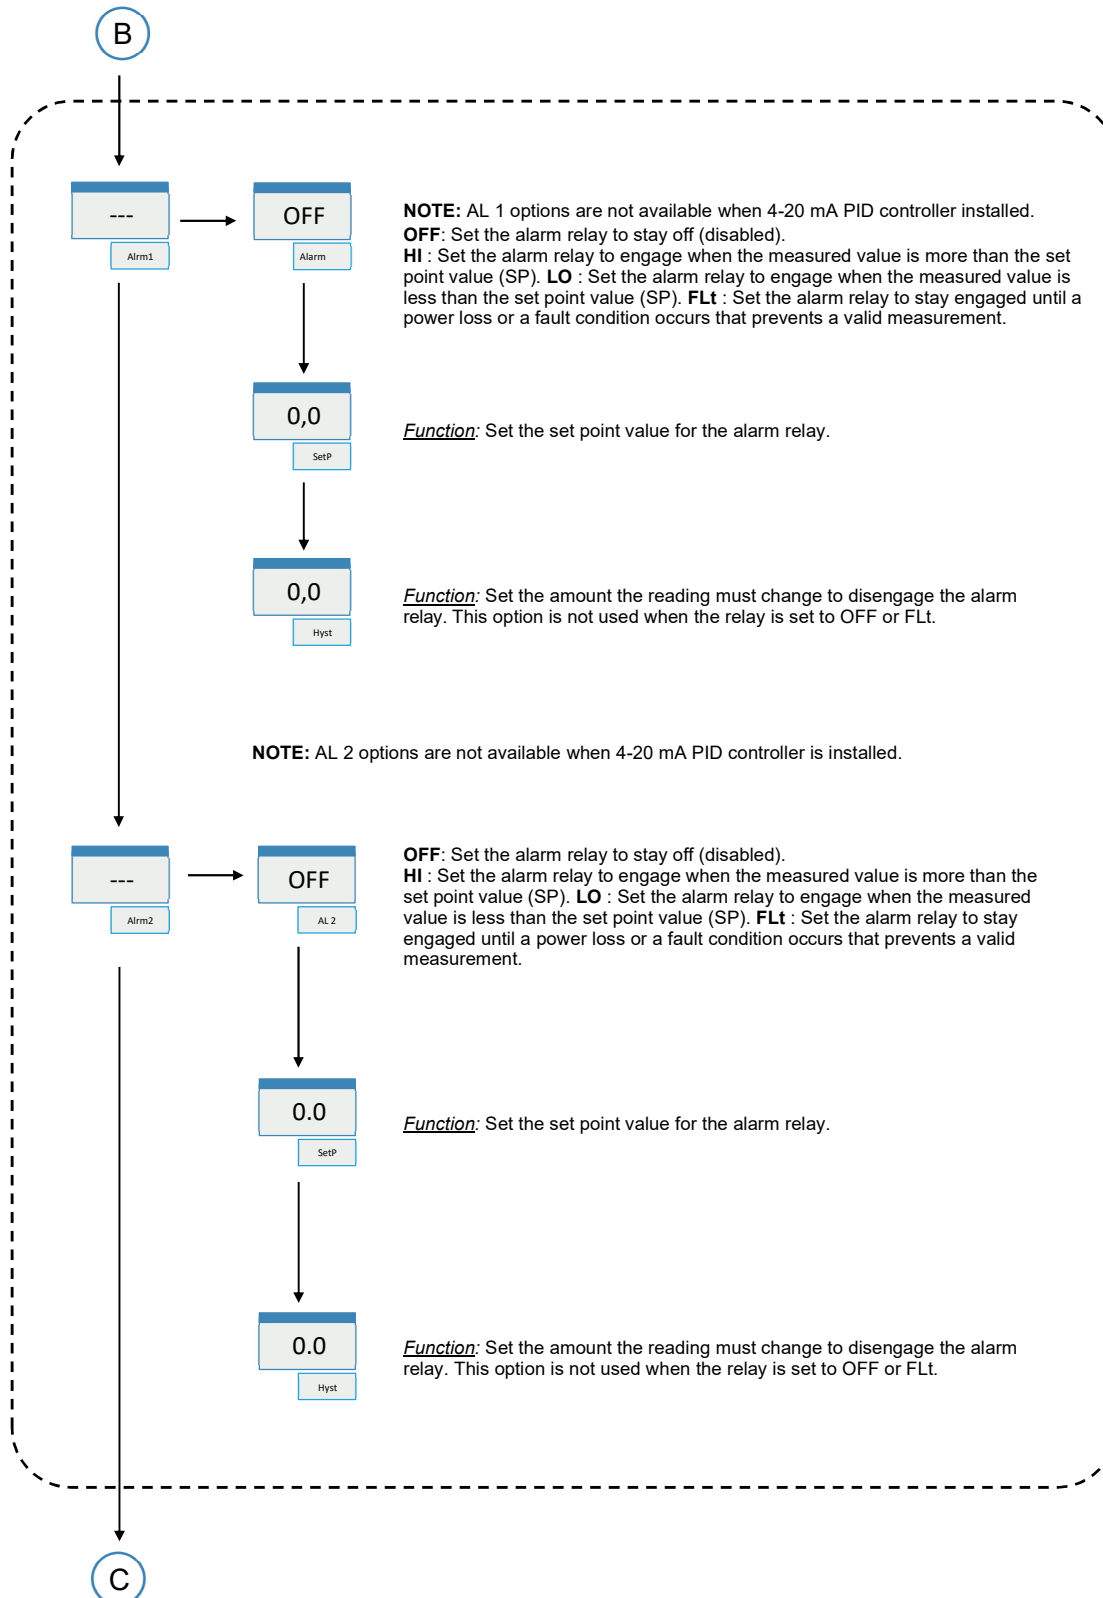 B
---
Alrm1
OFF
Alarm
NOTE: AL 1 options are not available when 4-20 mA PID controller installed.
OFF: Set the alarm relay to stay off (disabled).
HI : Set the alarm relay to engage when the measured value is more than the set
point value (SP). LO : Set the alarm relay to engage when the measured value is
less than the set point value (SP). FLt : Set the alarm relay to stay engaged until a
power loss or a fault condition occurs that prevents a valid measurement.
0,0
SetP
Function: Set the set point value for the alarm relay.
0,0
Hyst
Function: Set the amount the reading must change to disengage the alarm
relay. This option is not used when the relay is set to OFF or FLt.
NOTE: AL 2 options are not available when 4-20 mA PID controller is installed.
---
Alrm2
OFF
AL 2
OFF: Set the alarm relay to stay off (disabled).
HI : Set the alarm relay to engage when the measured value is more than the
set point value (SP). LO : Set the alarm relay to engage when the measured
value is less than the set point value (SP). FLt : Set the alarm relay to stay
engaged until a power loss or a fault condition occurs that prevents a valid
measurement.
0.0
SetP
Function: Set the set point value for the alarm relay.
0.0
Hyst
Function: Set the amount the reading must change to disengage the alarm
relay. This option is not used when the relay is set to OFF or FLt.
C